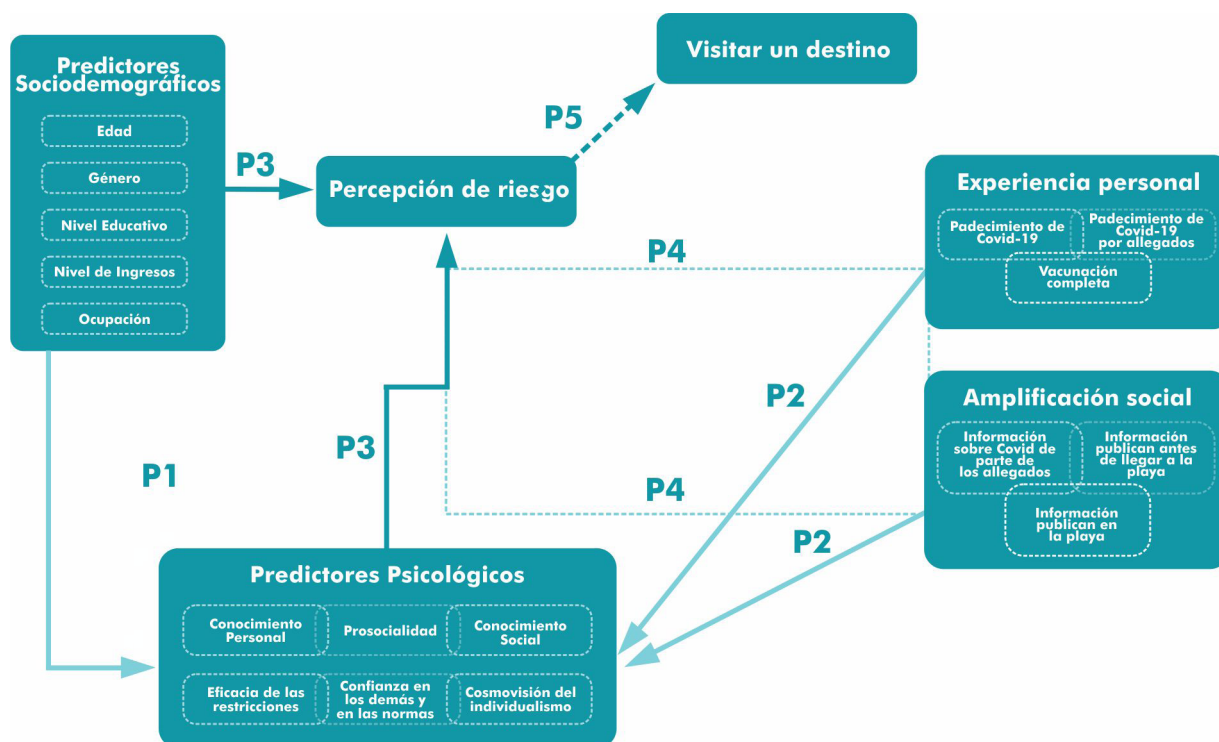 Predictores
Sociodemográficos
Edad
Género
Nivel Educativo
Nivel de Ingresos
Ocupación
P3
Percepción de riesgo
P5
Visitar un destino
Experiencia personal
Padecimiento de
Covid-19
Padecimiento de
Covid-19
por allegados
Vacunación
completa
P4
P2
Amplificación social
Información
sobre Covid de
parte de
los allegados
Información
publican antes
de llegar a la
playa
Información
publican en
la playa
P4
P2
P3
P1
Predictores Psicológicos
Conocimiento
Personal
Prosocialidad
Conocimiento
Social
Eficacia de las
restricciones
Confianza en
los demás y
en las normas
Cosmovisión del
individualismo